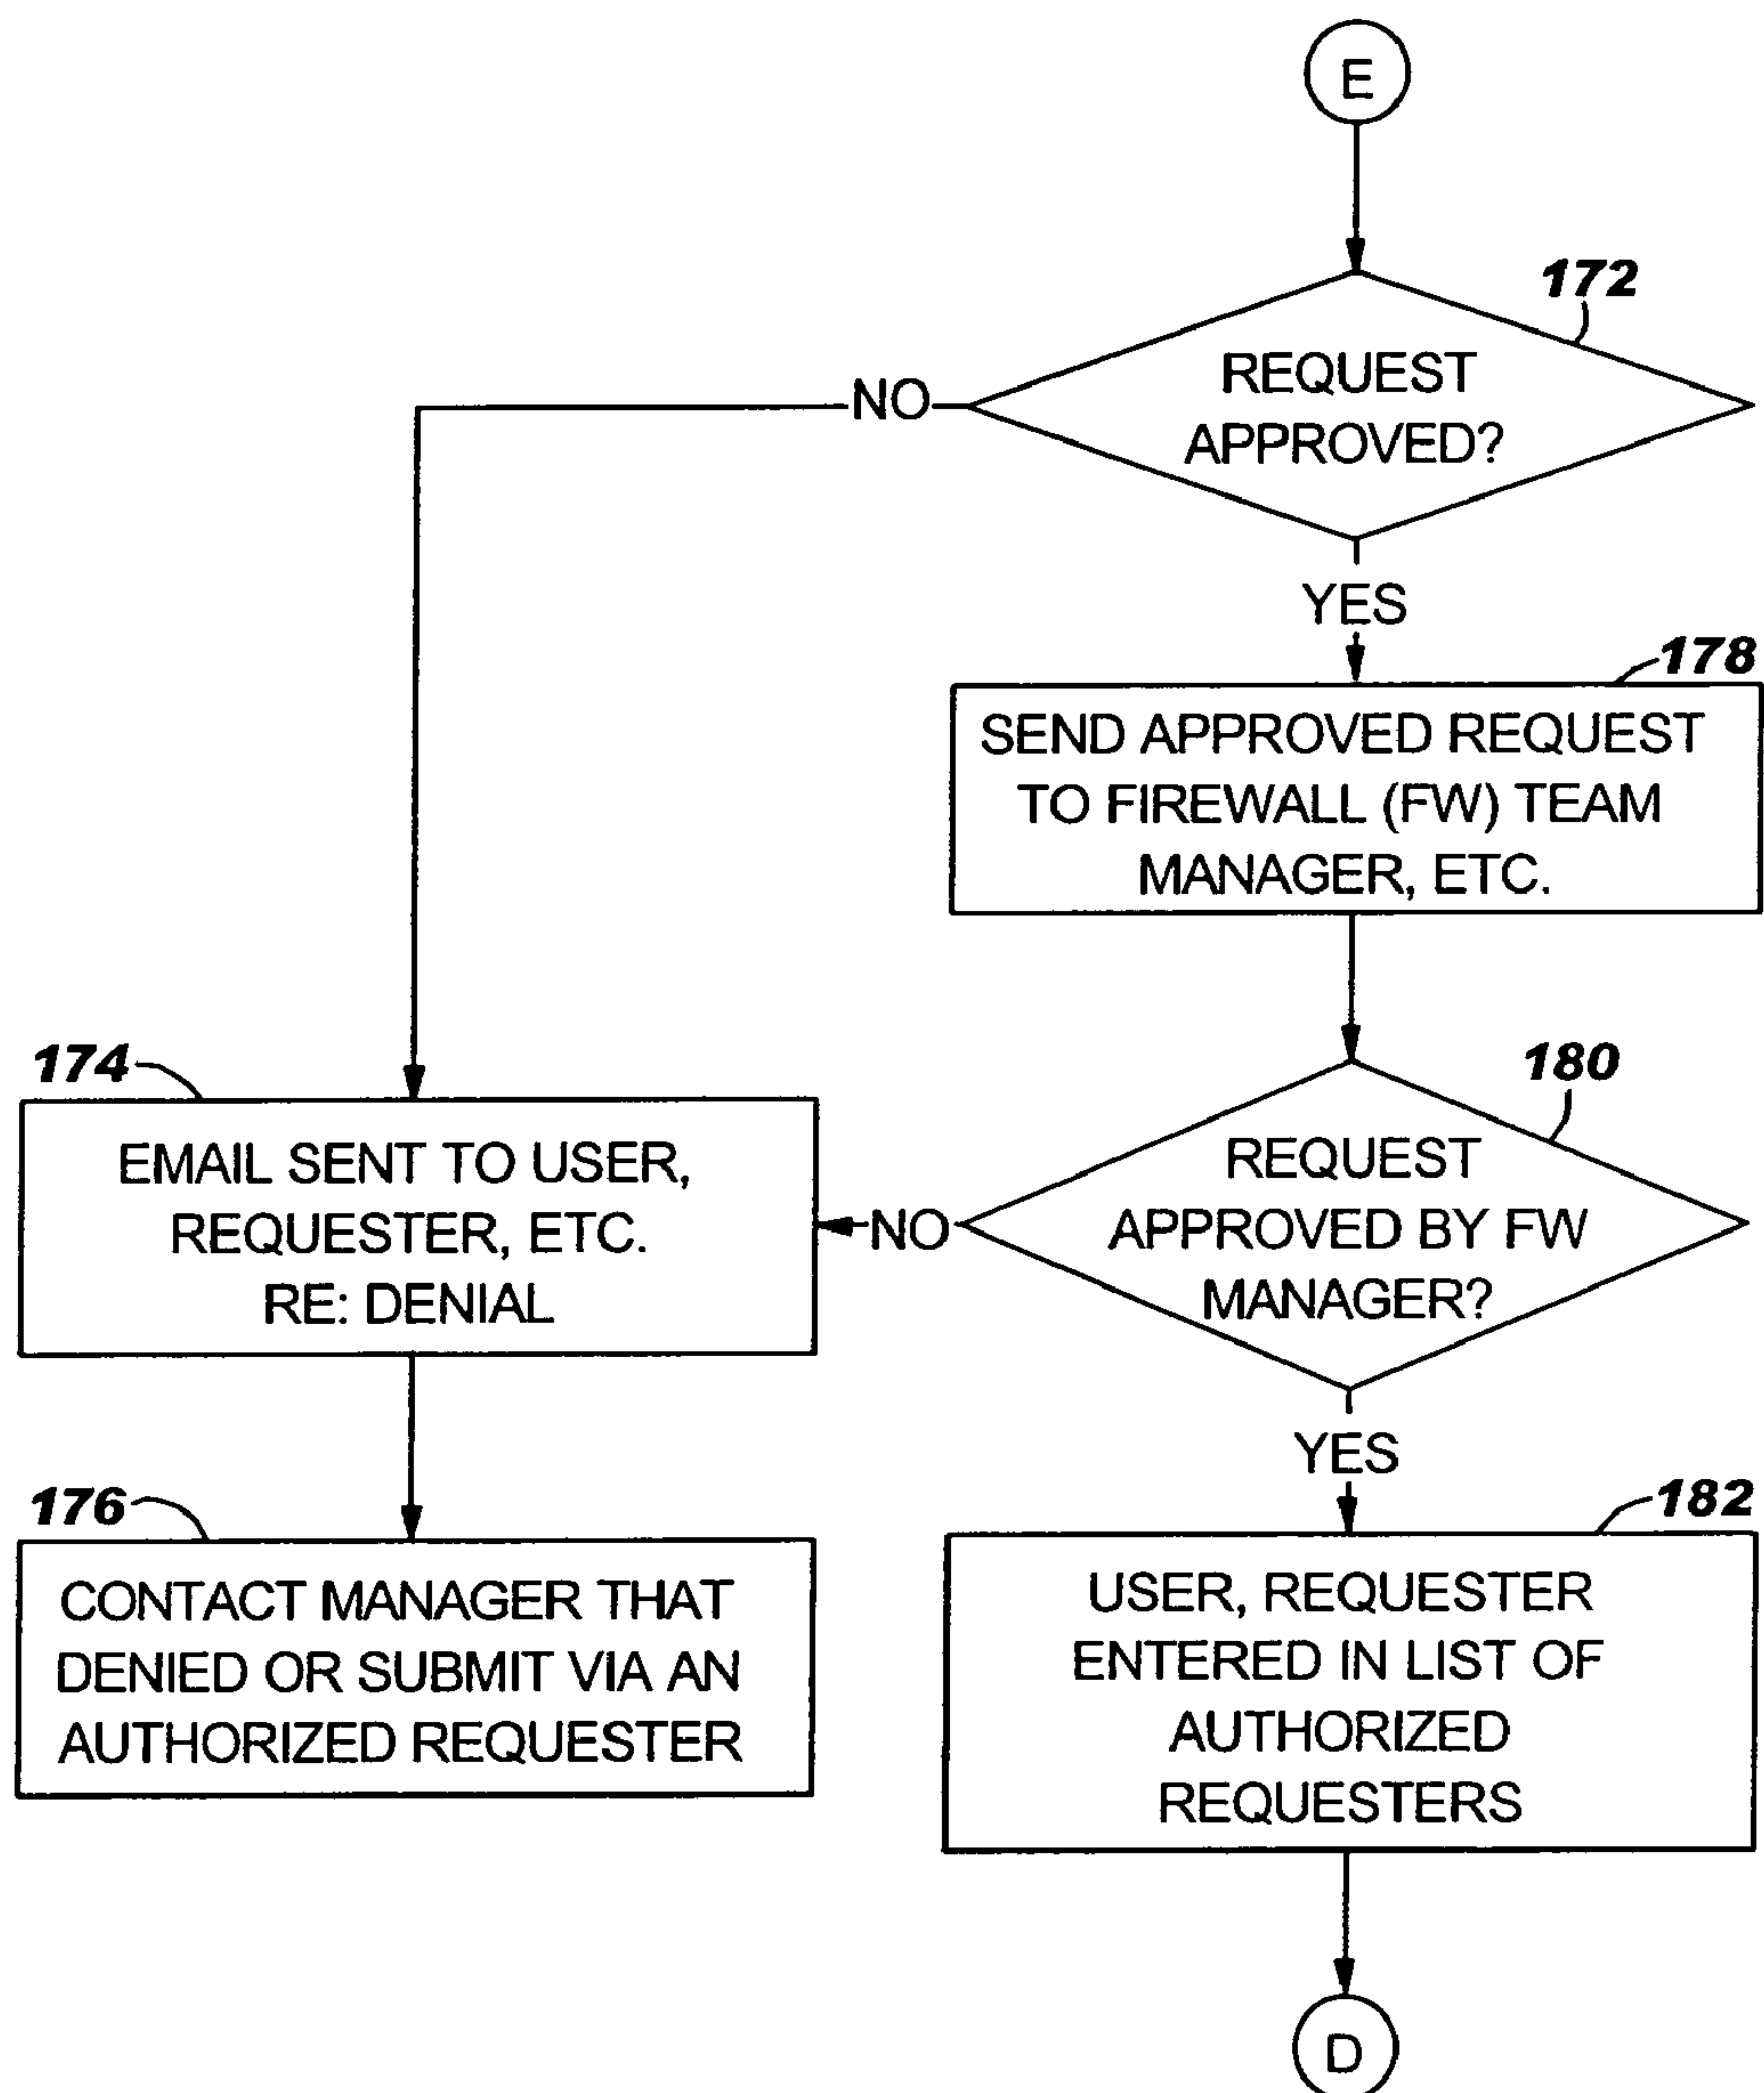 E
172
REQUEST
APPROVED?
NO
YES
178
SEND APPROVED REQUEST
TO FIREWALL (FW) TEAM
MANAGER, ETC.
174
EMAIL SENT TO USER,
REQUESTER, ETC.
RE: DENIAL
180
REQUEST
APPROVED BY FW
MANAGER?
NO
YES
176
CONTACT MANAGER THAT
DENIED OR SUBMIT VIA AN
AUTHORIZED REQUESTER
182
USER, REQUESTER
ENTERED IN LIST OF
AUTHORIZED
REQUESTERS
D